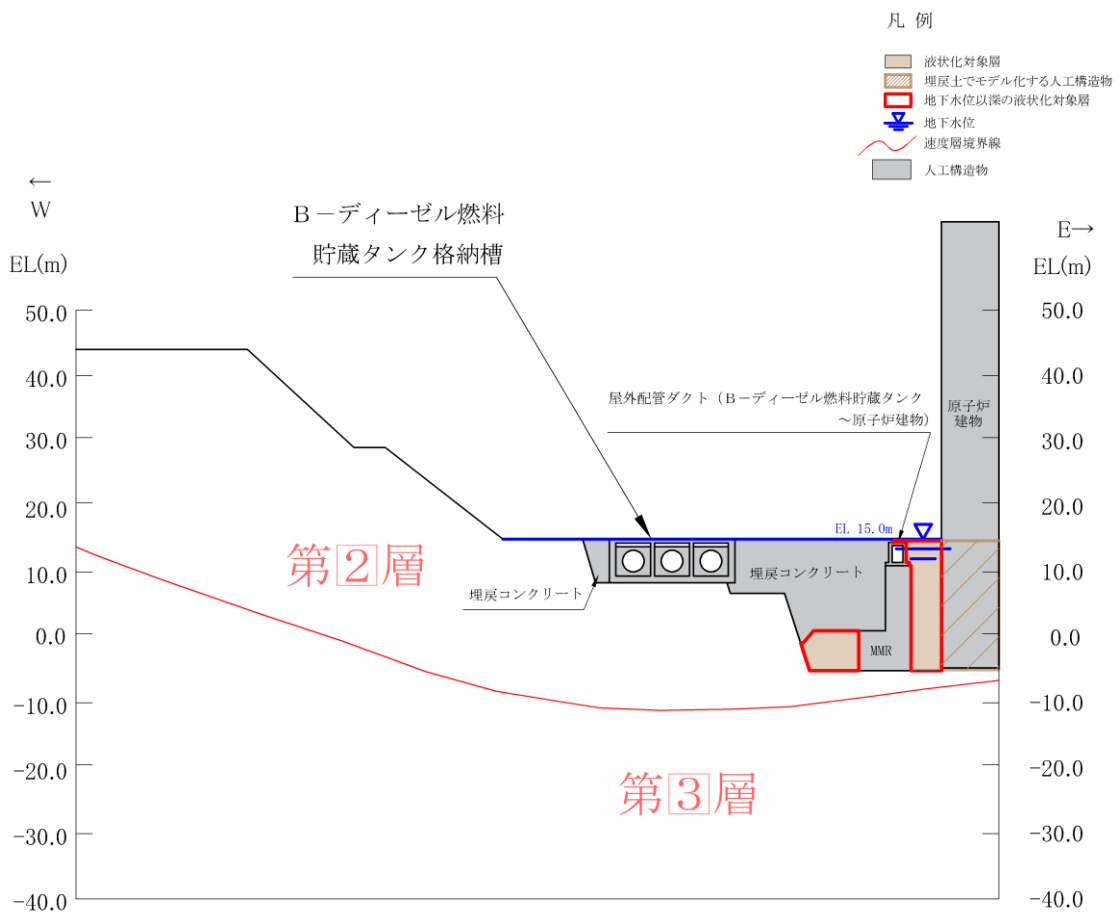 凡 例
液状化対象層
埋戻土でモデル化する人工構造物
地下水位以深の液状化対象層
地下水位
速度層境界線
人工構造物
←
W
EL(m)
B－ディーゼル燃料
貯蔵タンク格納槽
E→
EL(m)
50.0
50.0
40.0
40.0
屋外配管ダクト（B－ディーゼル燃料貯蔵タンク
～原子炉建物）
原子炉
建物
30.0
30.0
20.0
20.0
EL 15.0m
第2層
10.0
埋戻コンクリート
10.0
埋戻コンクリート
0.0
MMR
0.0
-10.0
-10.0
-20.0
-20.0
第3層
-30.0
-30.0
-40.0
-40.0